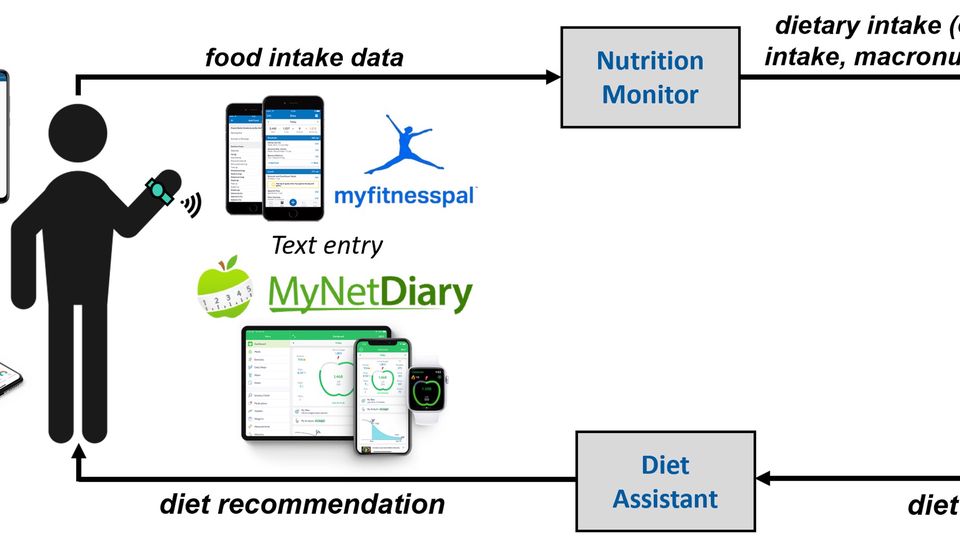 dietary intake (
food intake data
intake, macronu
Nutrition
Monitor
myfitnesspal
Text entry
1 2 3 4 5
MyNetDiary
Diet
Assistant
diet recommendation
diet